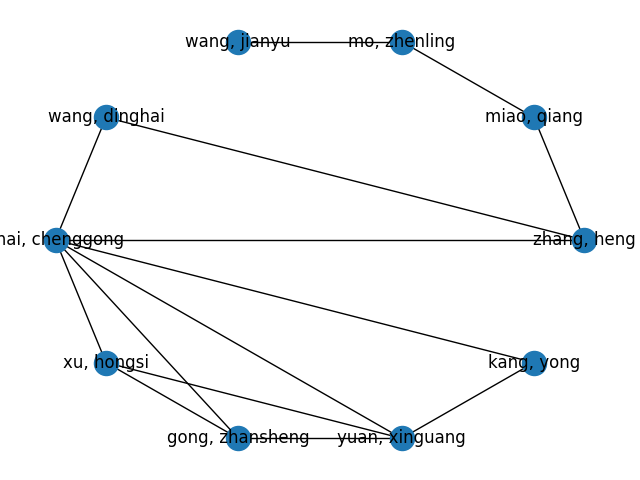 wang, jianyu
mo, zhenling
wang, dinghai
miao, qiang
chenggong
zhang, heng
xu, hongsi
kang, yong
gong, zhansheng
yuan, xinguang